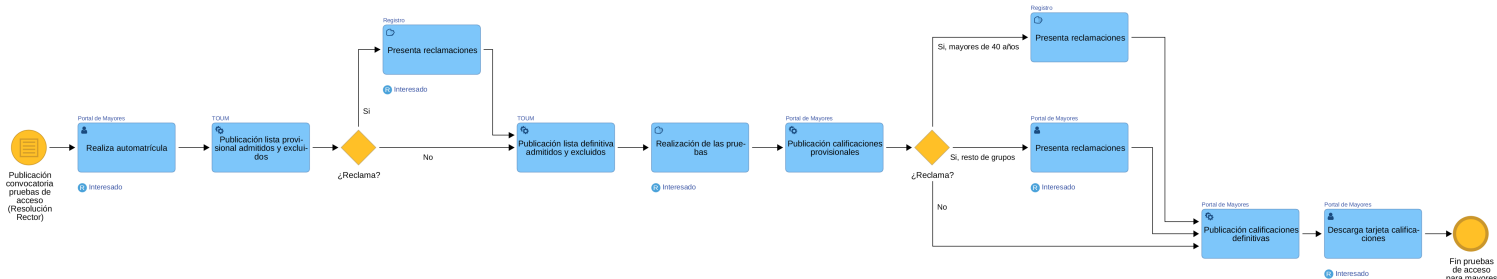 Publicación
convocatoria
pruebas de
acceso
(Resolución
Rector)
Portal de Mayores
Realiza automatrícula
R Interesado
TOUM
Publicación lista provi-
sional admitidos y exclui-
dos
¿Reclama?
Si
No
Registro
Presenta reclamaciones
R Interesado
TOUM
Publicación lista definitiva
admitidos y excluidos
Realización de las prue-
bas
R Interesado
Portal de Mayores
Publicación calificaciones
provisionales
¿Reclama?
Si, mayores de 40 años
Si, resto de grupos
No
Registro
Presenta reclamaciones
Portal de Mayores
Presenta reclamaciones
R Interesado
Portal de Mayores
Publicación calificaciones
definitivas
Portal de Mayores
Descarga tarjeta califica-
ciones
R Interesado
Fin pruebas
de acceso
para mayores